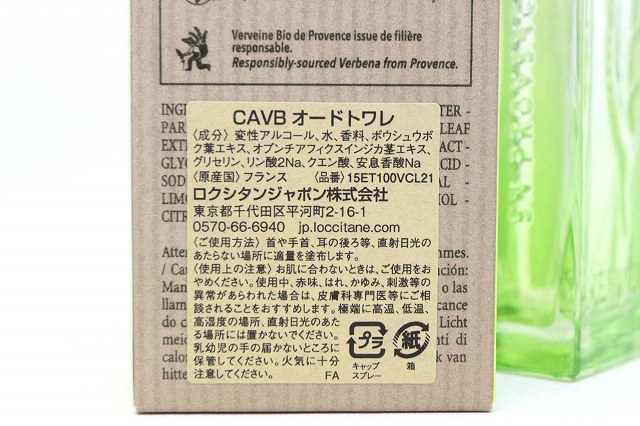 Verveine Bio de Provence issue de filière
responsable.
Responsibly-sourced Verbena from Provence.
CAVB オードトワレ
〈成分〉 変性アルコール、水、香料、ボウシュウボ
ク葉エキス、オプンチアフィクスインジカ茎エキス、
グリセリン、リン酸2Na、クエン酸、安息香酸Na
〈原産国〉 フランス 〈品番〉 15ET100VCL21
ロクシタンジャポン株式会社
東京都千代田区平河町2-16-1
0570-66-6940 jp.loccitane.com
〈ご使用方法〉 首や手首、耳の後ろ等、直射日光の
あたらない場所に適量を塗布します。
〈使用上の注意〉 お肌に合わないときは、ご使用をお
やめください。使用中、赤味、はれ、かゆみ、刺激等の
異常があらわれた場合は、皮膚科専門医等にご相
談されることをおすすめします。極端に高温、低温、
高湿度の場所、直射日光のあた
る場所には置かないでください。
乳幼児の手の届かないところに
保管してください。火気に十分
注意してください。 FA
プラ 紙
キャップ 箱
スプレー
EN PROVENCE